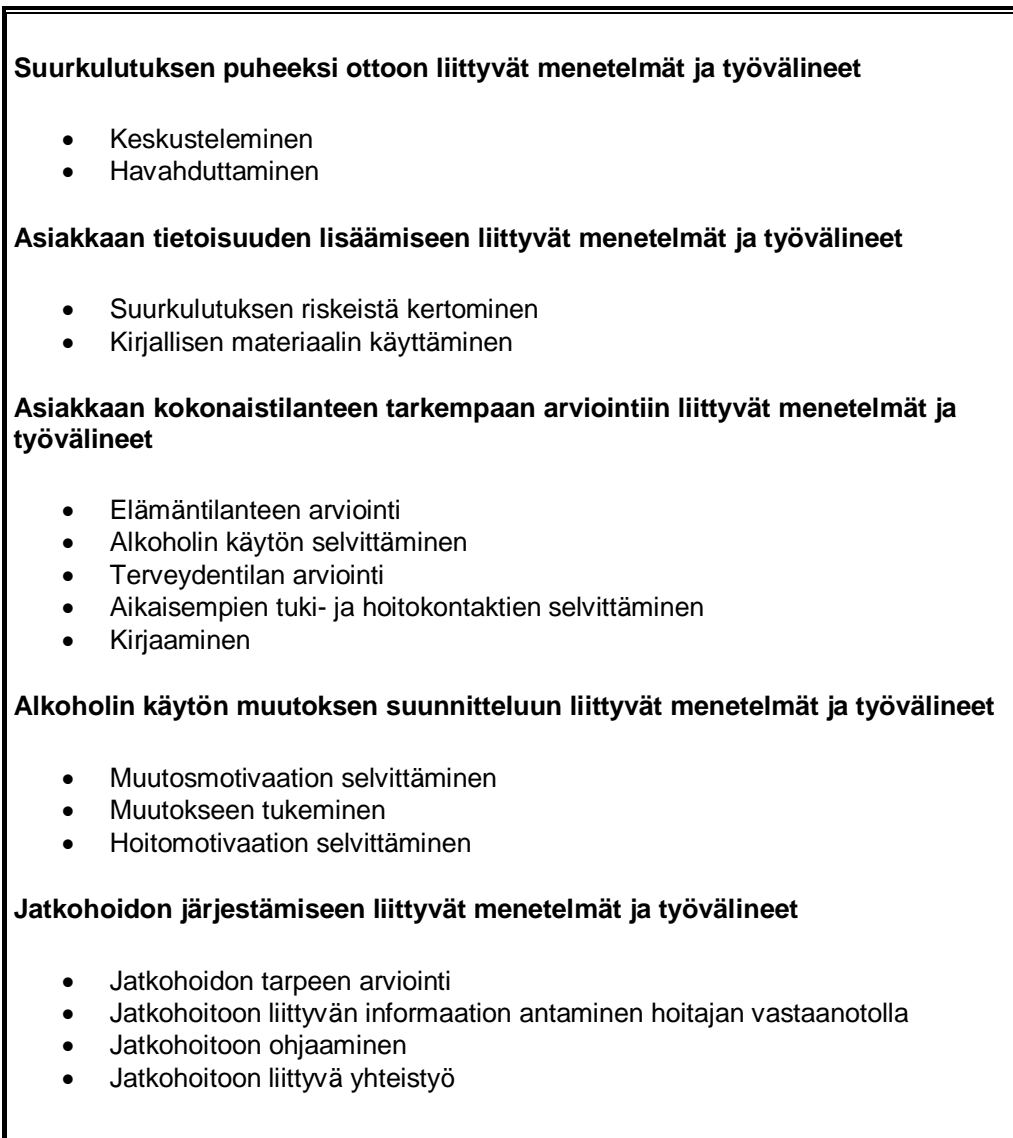 Suurkulutuksen puheeksi ottoon liittyvät menetelmät ja työvälineet
• Keskusteleminen
• Havahduttaminen
Asiakkaan tietoisuuden lisäämiseen liittyvät menetelmät ja työvälineet
• Suurkulutuksen riskeistä kertominen
• Kirjallisen materiaalin käyttäminen
Asiakkaan kokonaistilanteen tarkempaan arviointiin liittyvät menetelmät ja
työvälineet
• Elämäntilanteen arviointi
• Alkoholin käytön selvittäminen
• Terveydentilan arviointi
• Aikaisempien tuki- ja hoitokontaktien selvittäminen
• Kirjaaminen
Alkoholin käytön muutoksen suunnitteluun liittyvät menetelmät ja työvälineet
• Muutosmotivaation selvittäminen
• Muutokseen tukeminen
• Hoitomotivaation selvittäminen
Jatkohoidon järjestämiseen liittyvät menetelmät ja työvälineet
• Jatkohoidon tarpeen arviointi
• Jatkohoitoon liittyvän informaation antaminen hoitajan vastaanotolla
• Jatkohoitoon ohjaaminen
• Jatkohoitoon liittyvä yhteistyö